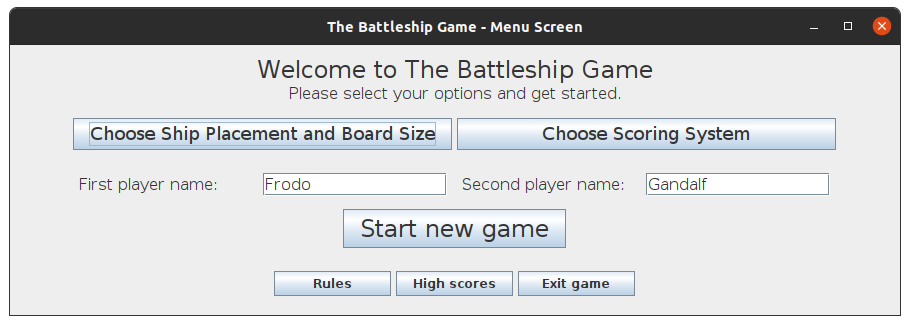 The Battleship Game - Menu Screen
Welcome to The Battleship Game
Please select your options and get started.
Choose Ship Placement and Board Size Choose Scoring System
First player name: Frodo Second player name: Gandalf
Start new game
Rules High scores Exit game